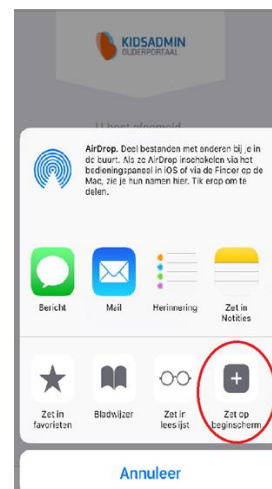 KIDSADMIN
OUDERPORTAAL
U bent afgemeld
AirDrop. Deel bestanden met anderen bij je in
de buurt. Als ze AirDrop inschakelen via het
bedieningspaneel in iOS of via de Finder op de
Mac, zie je hun namen hier. Tik erop om te
delen.
Bericht
Mail
Herinnering
Zet in
Notities
Zet in
favorieten
Bladwijzer
Zet in
leeslijst
Zet op
beginscherm
Annuleer